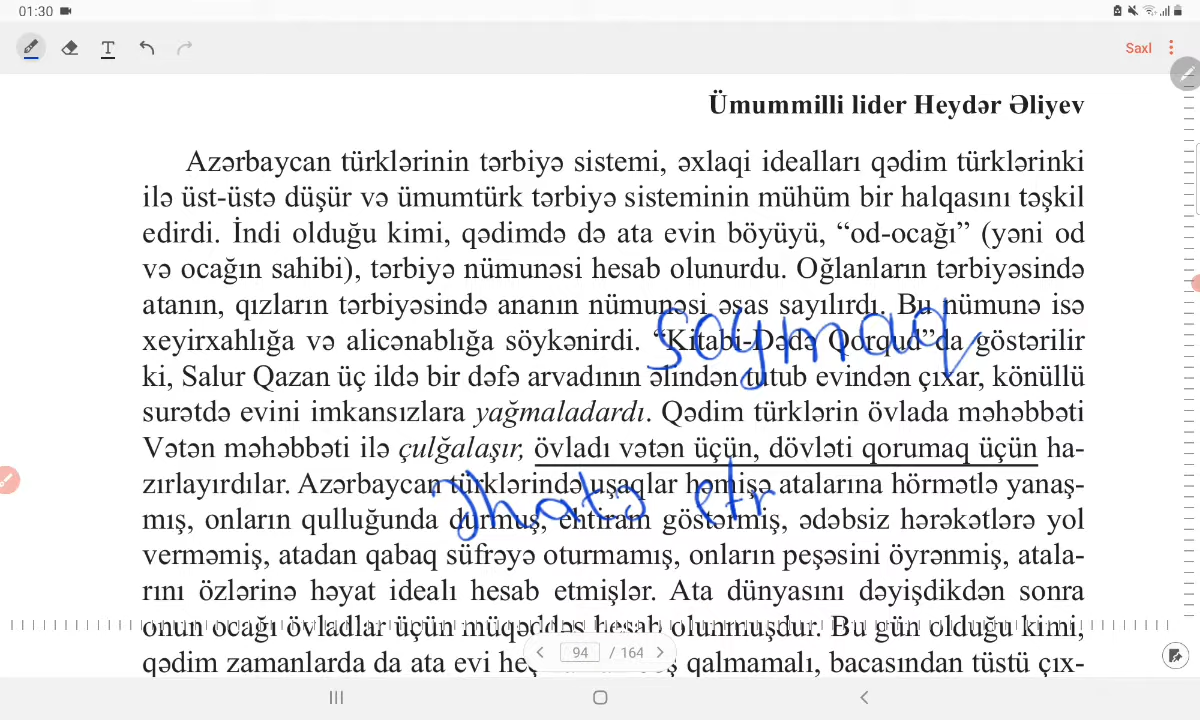 01:30
T
Saxl
Ümummilli lider Heydər Əliyev
Azərbaycan türklərinin tərbiyə sistemi, əxlaqi idealları qədim türklərinki
ilə üst-üstə düşür və ümumtürk tərbiyə sisteminin mühüm bir halqasını təşkil
edirdi. İndi olduğu kimi, qədimdə də ata evin böyüyü, “od-ocağı” (yəni od
və ocağın sahibi), tərbiyə nümunəsi hesab olunurdu. Oğlanların tərbiyəsində
atanın, qızların tərbiyəsində ananın nümunəsi əsas sayılırdı. Bu nümunə isə
soymaq
xeyirxahlığa və alicənablığa söykənirdi. “Kitabi-Dədə Qorqud”da göstərilir
ki, Salur Qazan üç ildə bir dəfə arvadının əlindən tutub evindən çıxar, könüllü
surətdə evini imkansızlara yağmaladardı. Qədim türklərin övlada məhəbbəti
Vətən məhəbbəti ilə çulğalaşır, övladı vətən üçün, dövləti qorumaq üçün ha-
zırlayırdılar. Azərbaycan türklərində uşaqlar həmişə atalarına hörmətlə yanaş-
əhatə etr
mış, onların qulluğunda durmuş, ehtiram göstərmiş, ədəbsiz hərəkətlərə yol
verməmiş, atadan qabaq süfrəyə oturmamış, onların peşəsini öyrənmiş, atala-
rını özlərinə həyat idealı hesab etmişlər. Ata dünyasını dəyişdikdən sonra
onun ocağı övladlar üçün müqəddəs hesab olunmuşdur. Bu gün olduğu kimi,
qədim zamanlarda da ata evi qalmamalı, bacasından tüstü çıx-
94 / 164